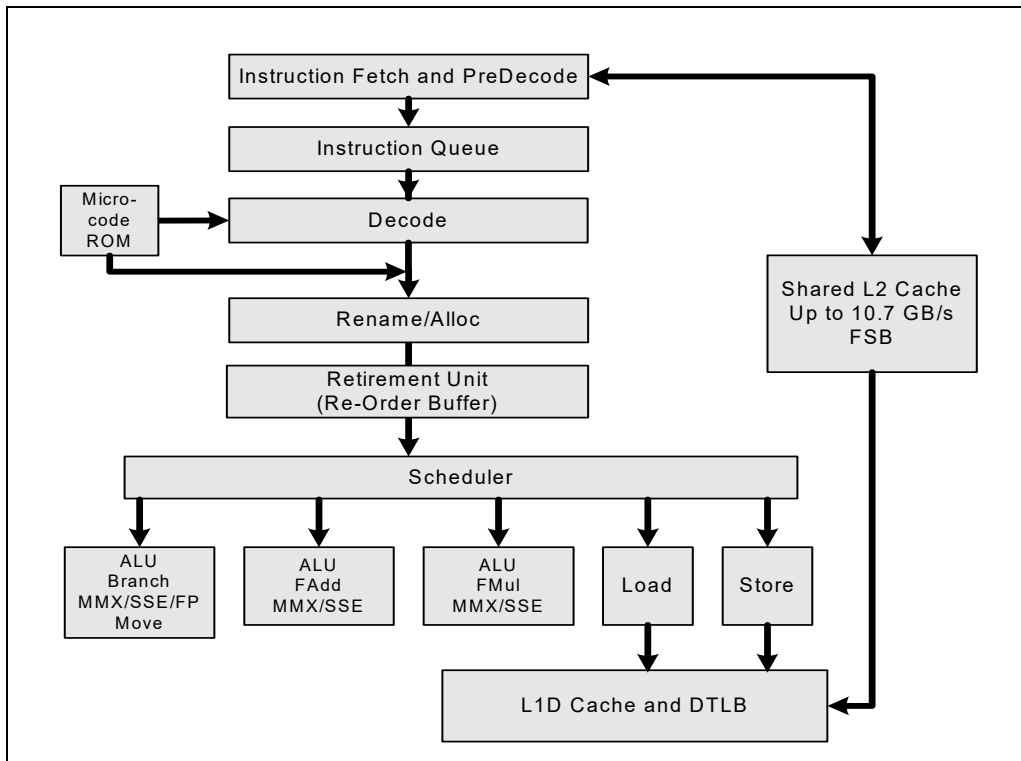 Instruction Fetch and PreDecode
Instruction Queue
Micro-
code
ROM
Decode
Shared L2 Cache
Up to 10.7 GB/s
FSB
Rename/Alloc
Retirement Unit
(Re-Order Buffer)
Scheduler
ALU
Branch
MMX/SSE/FP
Move
ALU
FAdd
MMX/SSE
ALU
FMul
MMX/SSE
Load
Store
L1D Cache and DTLB